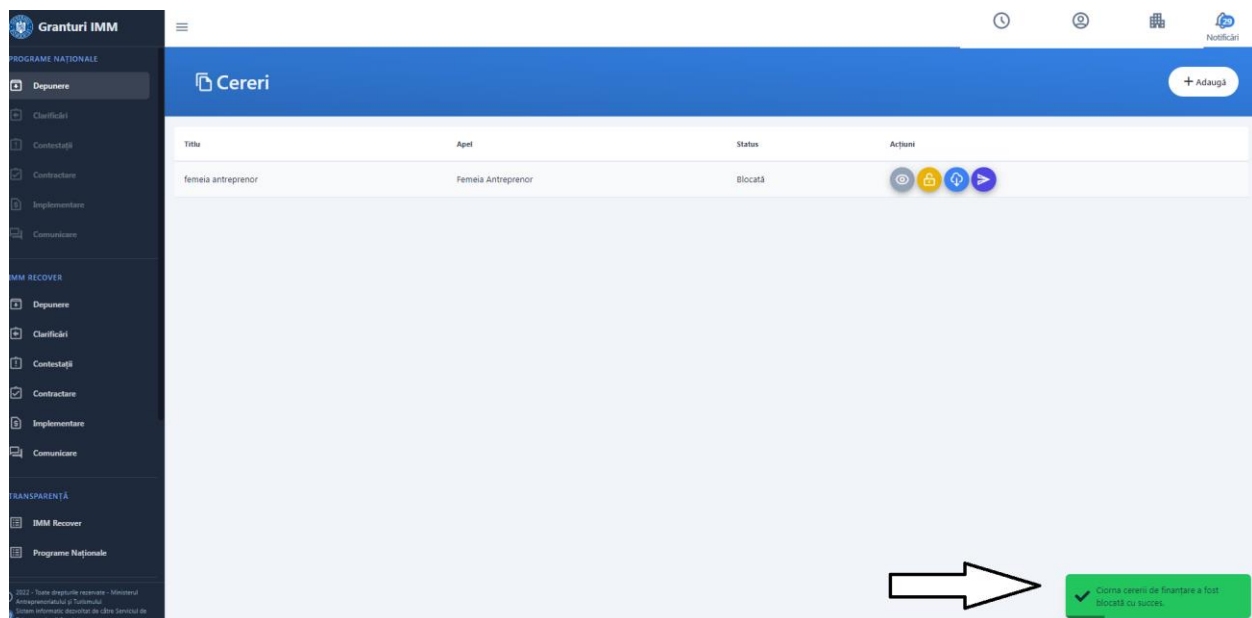 Granturi IMM
29
Notificări
PROGRAME NAȚIONALE
Depunere
Clarificări
Contestații
Contractare
Implementare
Comunicare
IMM RECOVER
Depunere
Clarificări
Contestații
Contractare
Implementare
Comunicare
TRANSPARENȚĂ
IMM Recover
Programe Naționale
2022 - Toate drepturile rezervate - Ministerul
Antreprenoriatului și Turismului
Sistem informatic dezvoltat de către Serviciul de
Cereri
+ Adaugă
Titlu Apel Status Acțiuni
femeia antreprenor Femeia Antreprenor Blocată
Ciorna cererii de finanțare a fost
blocată cu succes.